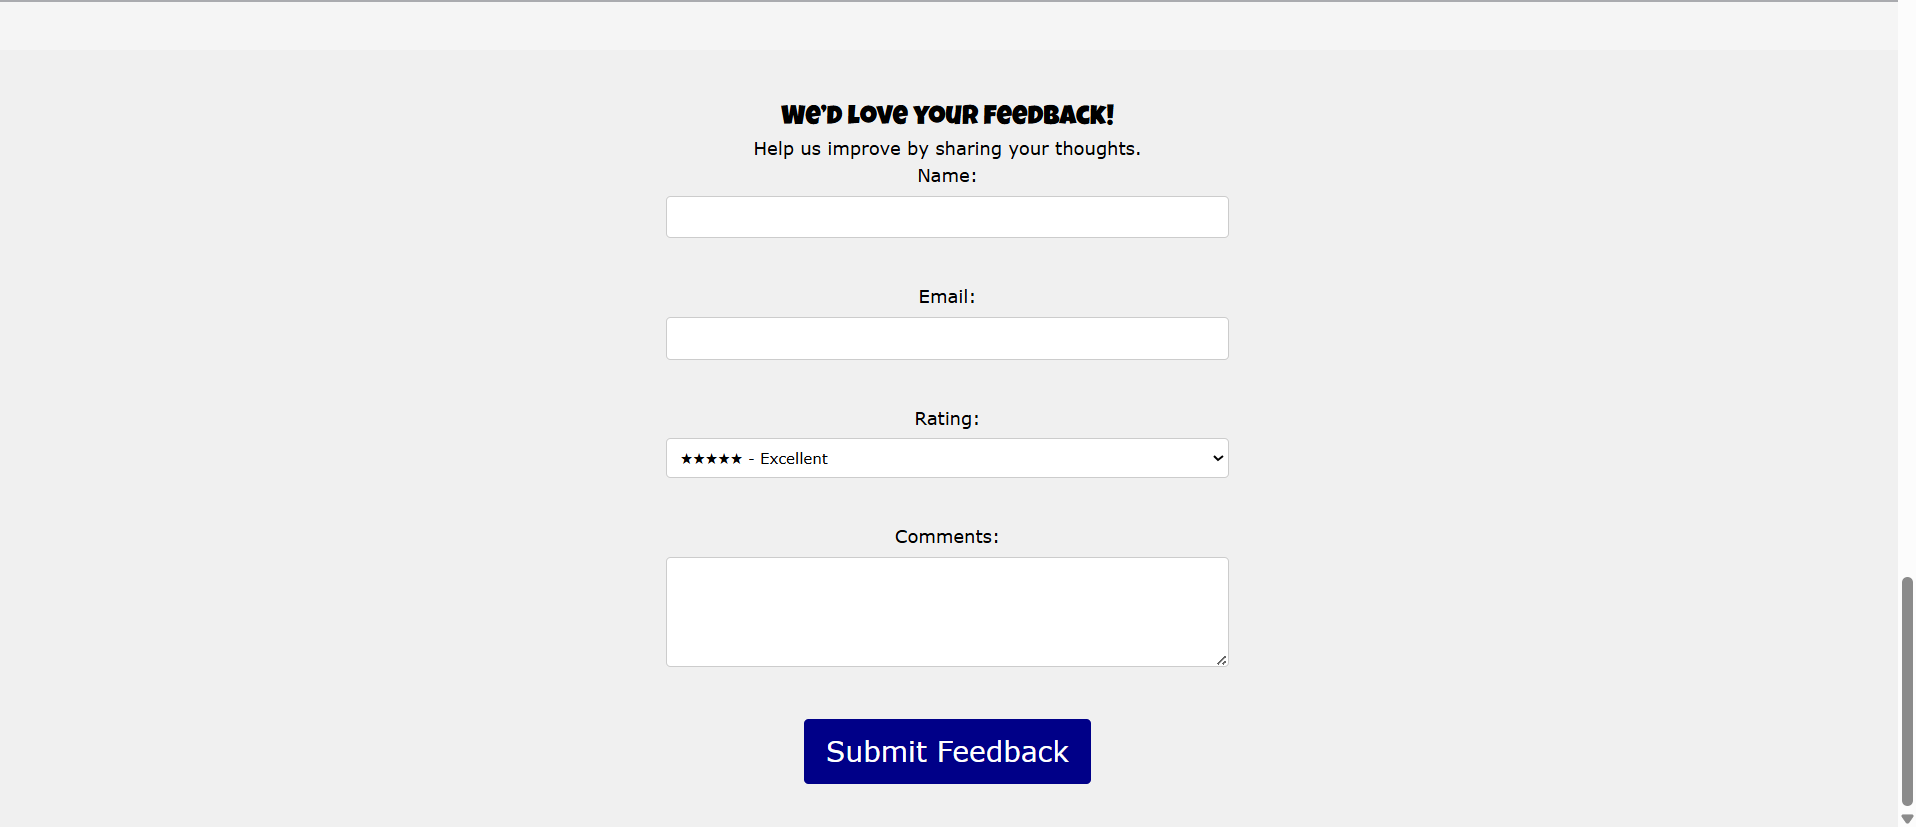 We'd Love Your Feedback!
Help us improve by sharing your thoughts.
Name:
Email:
Rating:
★★★★★ - Excellent
Comments:
Submit Feedback